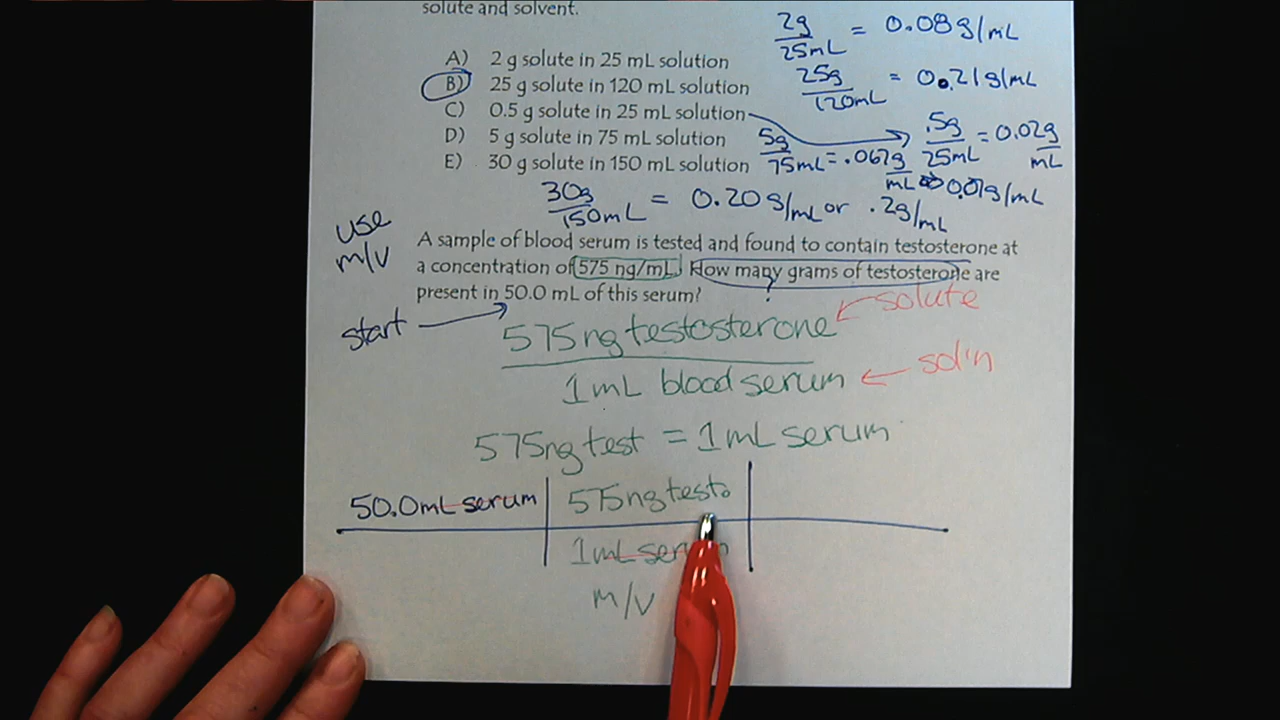 solute and solvent.
2g/25mL = 0.08g/mL
A) 2 g solute in 25 mL solution
B) 25 g solute in 120 mL solution
25g/120mL = 0.21g/mL
C) 0.5 g solute in 25 mL solution
.5g/25mL = 0.02g/mL
D) 5 g solute in 75 mL solution
5g/75mL = .067g/mL
0.07g/mL
E) 30 g solute in 150 mL solution
30g/150mL = 0.20g/mL or .2g/mL
use
m/v
A sample of blood serum is tested and found to contain testosterone at
a concentration of 575 ng/mL. How many grams of testosterone are
present in 50.0 mL of this serum?
?
start
575ng testosterone
solute
1mL blood serum
sol'n
575ng test = 1mL serum
50.0mL serum
575ng testo
1mL serum
m/v